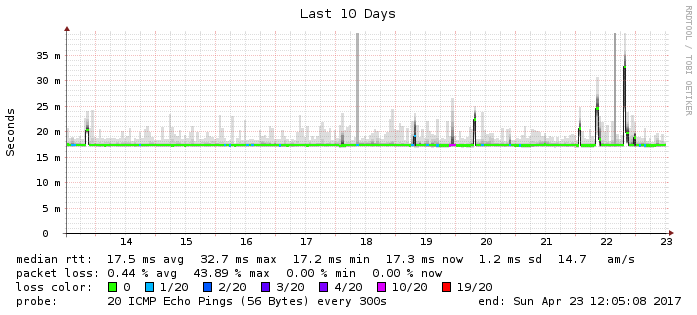 Last 10 Days
RRDTOOL / TOBI OETIKER
Seconds
35 m
30 m
25 m
20 m
15 m
10 m
5 m
0
14 15 16 17 18 19 20 21 22 23
median rtt: 17.5 ms avg 32.7 ms max 17.2 ms min 17.3 ms now 1.2 ms sd 14.7 am/s
packet loss: 0.44 % avg 43.89 % max 0.00 % min 0.00 % now
loss color: 0 1/20 2/20 3/20 4/20 10/20 19/20
probe: 20 ICMP Echo Pings (56 Bytes) every 300s end: Sun Apr 23 12:05:08 2017